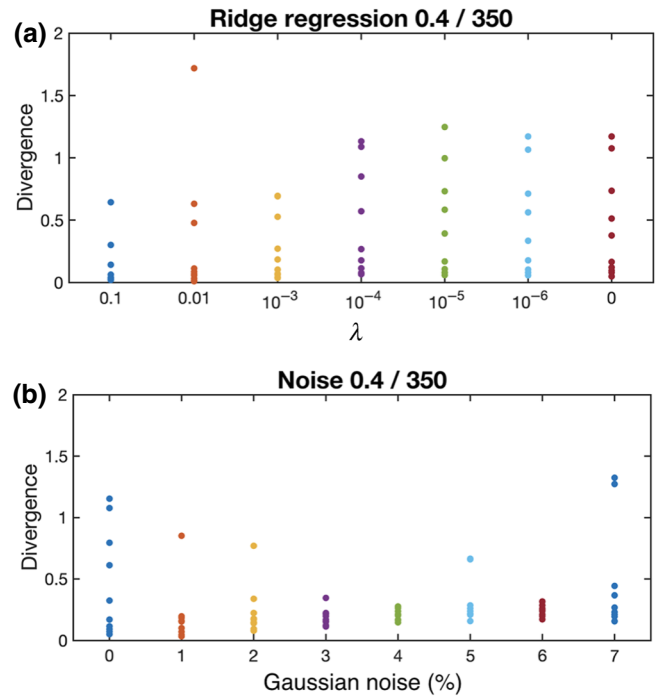 (a) Ridge regression 0.4 / 350
2
1.5
1
0.5
0
Divergence
0.1 0.01 10⁻³ 10⁻⁴ 10⁻⁵ 10⁻⁶ 0
λ
(b) Noise 0.4 / 350
2
1.5
1
0.5
0
Divergence
0 1 2 3 4 5 6 7
Gaussian noise (%)